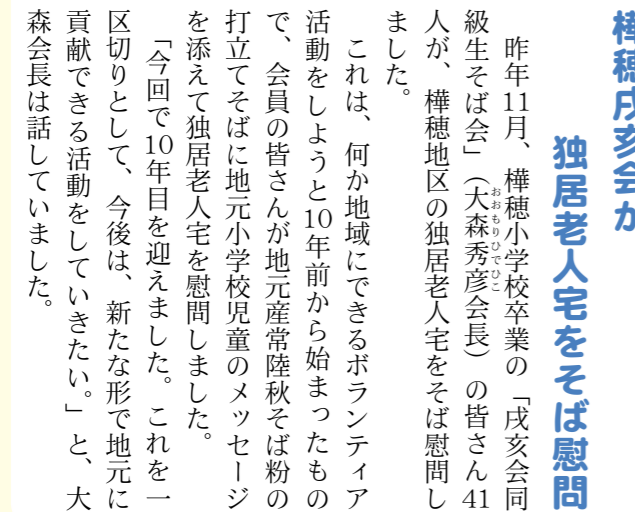 樺穂戌亥会が
独居老人宅をそば慰問
昨年11月、樺穂小学校卒業の「戌亥会同
級生そば会」（大森秀彦会長）の皆さん41
おおもりひでひこ
人が、樺穂地区の独居老人宅をそば慰問し
ました。
これは、何か地域にできるボランティア
活動をしようと10年前から始まったもの
で、会員の皆さんが地元産常陸秋そば粉の
打立てそばに地元小学校児童のメッセージ
を添えて独居老人宅を慰問しました。
「今回で10年目を迎えました。これを一
区切りとして、今後は、新たな形で地元に
貢献できる活動をしていきたい。」と、大
森会長は話していました。